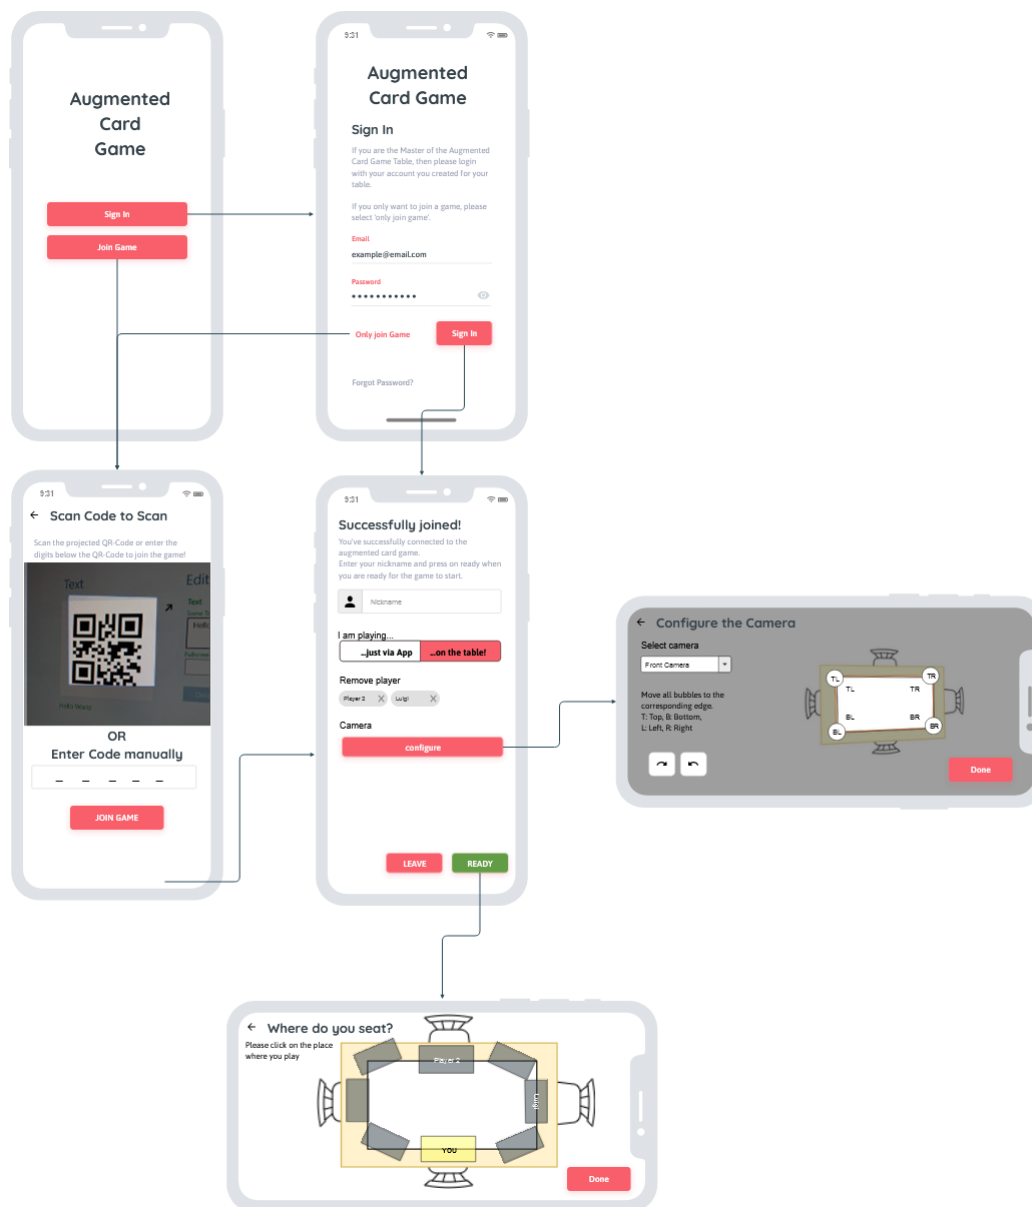 Augmented
Card
Game
Sign In
Join Game
9:31
Augmented
Card Game
Sign In
If you are the Master of the Augmented
Card Game Table, then please login
with your account you created for your
table.
If you only want to join a game, please
select 'only join game'.
Email
example@email.com
Password
Only join Game
Sign In
Forgot Password?
9:31
Scan Code to Scan
Scan the projected QR-Code or enter the
digits below the QR-Code to join the game!
Text
Edit
Text
Hello World
OR
Enter Code manually
JOIN GAME
9:31
Successfully joined!
You've successfully connected to the
augmented card game.
Enter your nickname and press on ready when
you are ready for the game to start.
Nickname
I am playing...
...just via App
...on the table!
Remove player
Player 2 X
Luigi X
Camera
configure
LEAVE
READY
Configure the Camera
Select camera
Front Camera
Move all bubbles to the
corresponding edge.
T: Top, B: Bottom,
L: Left, R: Right
TL
TR
TL
TR
BL
BR
BL
BR
Done
Where do you seat?
Please click on the place
where you play
Player 2
Luigi
YOU
Done